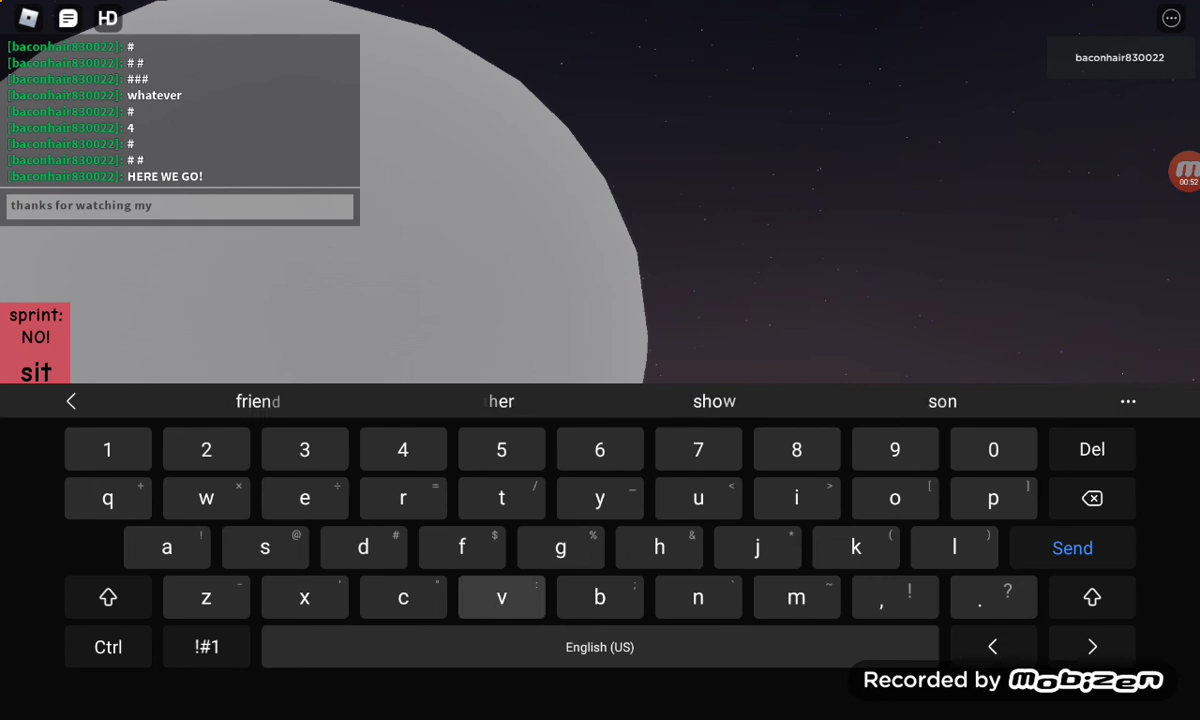 HD
[baconhair830022]: #
[baconhair830022]: # #
[baconhair830022]: ###
[baconhair830022]: whatever
[baconhair830022]: #
[baconhair830022]: 4
[baconhair830022]: #
[baconhair830022]: # #
[baconhair830022]: HERE WE GO!
thanks for watching my
baconhair830022
00:52
sprint:
NO!
sit
friend her show son ...
1 2 3 4 5 6 7 8 9 0 Del
+ × ÷ = / _ < > [ ]
q w e r t y u i o p
! @ # $ % & * ( )
a s d f g h j k l Send
- ' " : ; ` ~ ! ?
z x c v b n m , .
Ctrl !#1 English (US) < >
Recorded by mobizen